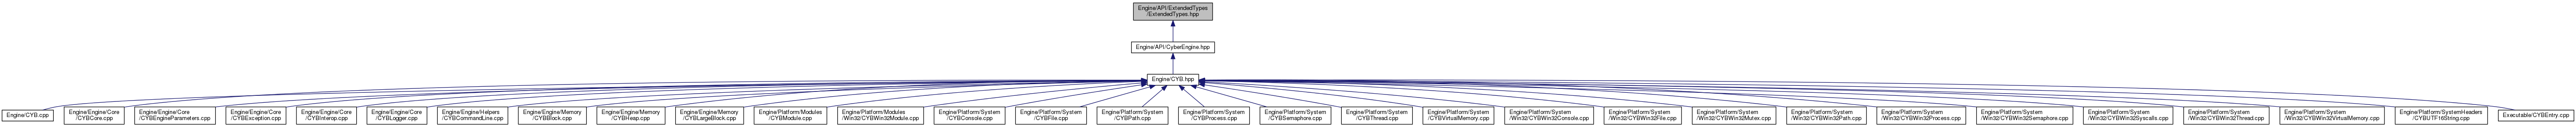 Engine/API/ExtendedTypes
/ExtendedTypes.hpp
Engine/API/CyberEngine.hpp
Engine/CYB.hpp
Engine/CYB.cpp
Engine/Engine/Core
/CYBCore.cpp
Engine/Engine/Core
/CYBEngineParameters.cpp
Engine/Engine/Core
/CYBException.cpp
Engine/Engine/Core
/CYBInterop.cpp
Engine/Engine/Core
/CYBLogger.cpp
Engine/Engine/Helpers
/CYBCommandLine.cpp
Engine/Engine/Memory
/CYBBlock.cpp
Engine/Engine/Memory
/CYBHeap.cpp
Engine/Engine/Memory
/CYBLargeBlock.cpp
Engine/Platform/Modules
/CYBModule.cpp
Engine/Platform/Modules
/Win32/CYBWin32Module.cpp
Engine/Platform/System
/CYBConsole.cpp
Engine/Platform/System
/CYBFile.cpp
Engine/Platform/System
/CYBPath.cpp
Engine/Platform/System
/CYBProcess.cpp
Engine/Platform/System
/CYBSemaphore.cpp
Engine/Platform/System
/CYBThread.cpp
Engine/Platform/System
/CYBVirtualMemory.cpp
Engine/Platform/System
/Win32/CYBWin32Console.cpp
Engine/Platform/System
/Win32/CYBWin32File.cpp
Engine/Platform/System
/Win32/CYBWin32Mutex.cpp
Engine/Platform/System
/Win32/CYBWin32Path.cpp
Engine/Platform/System
/Win32/CYBWin32Process.cpp
Engine/Platform/System
/Win32/CYBWin32Semaphore.cpp
Engine/Platform/System
/Win32/CYBWin32Syscalls.cpp
Engine/Platform/System
/Win32/CYBWin32Thread.cpp
Engine/Platform/System
/Win32/CYBWin32VirtualMemory.cpp
Engine/Platform/SystemHeaders
/CYBUTF16String.cpp
Executable/CYBEntry.cpp